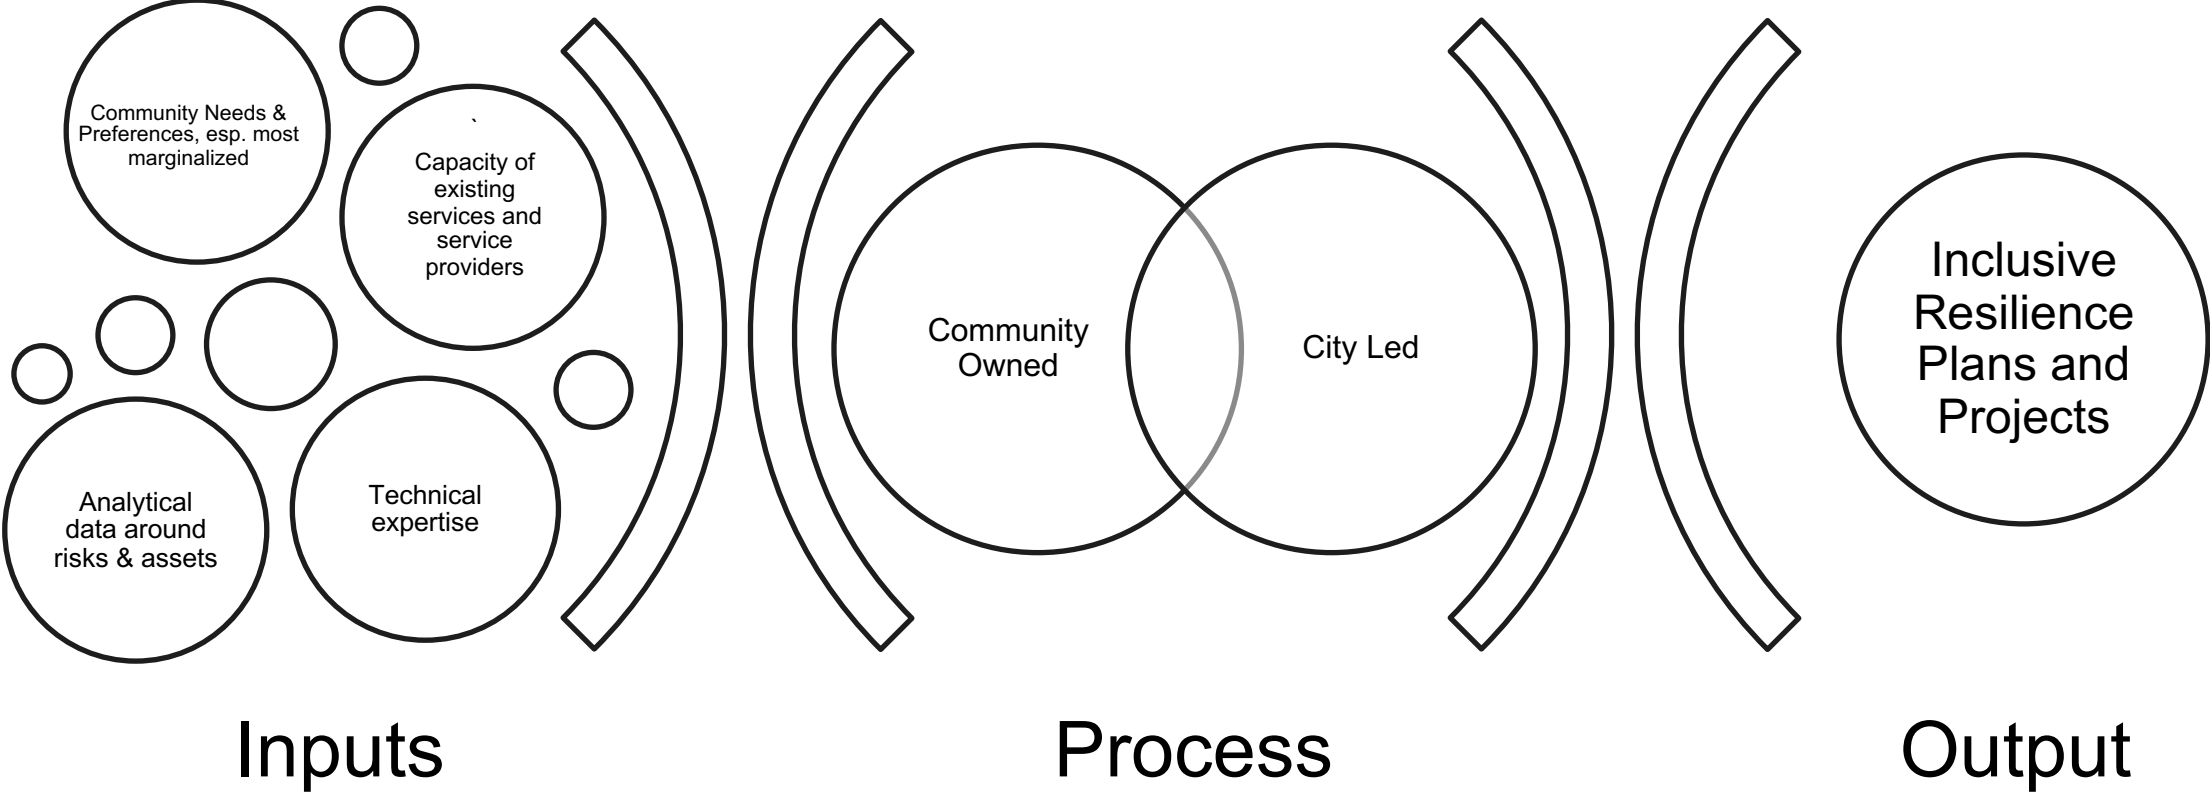 Community Needs &
Preferences, esp. most
marginalized
`
Capacity of
existing
services and
service
providers
Analytical
data around
risks & assets
Technical
expertise
Community
Owned
City Led
Inclusive
Resilience
Plans and
Projects
Inputs
Process
Output